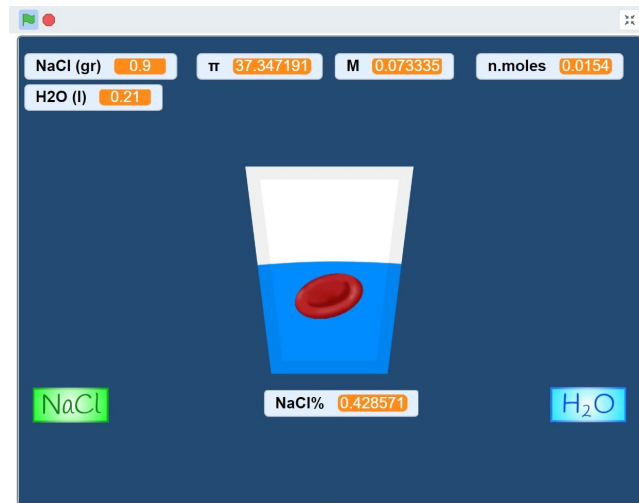 NaCl (gr) 0.9 π 37.347191 M 0.073335 n.moles 0.0154
H2O (l) 0.21
NaCl H₂O
NaCl% 0.428571